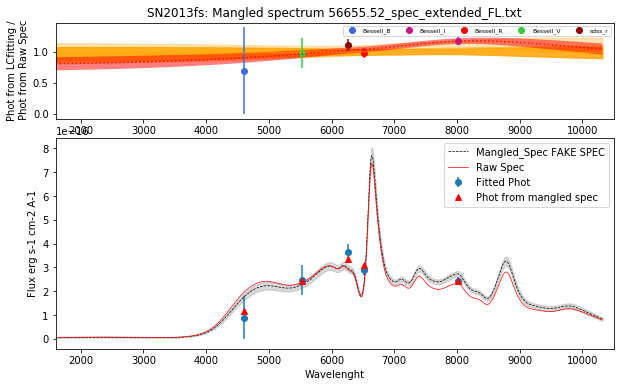 SN2013fs: Mangled spectrum 56655.52_spec_extended_FL.txt
Phot from LCfitting /
Phot from Raw Spec
1.0
0.5
0.0
Bessell_B
Bessell_I
Bessell_R
Bessell_V
sdss_r
2000 3000 4000 5000 6000 7000 8000 9000 10000
1e−16
Flux erg s-1 cm-2 A-1
8
7
6
5
4
3
2
1
0
Mangled_Spec FAKE SPEC
Raw Spec
Fitted Phot
Phot from mangled spec
2000 3000 4000 5000 6000 7000 8000 9000 10000
Wavelenght